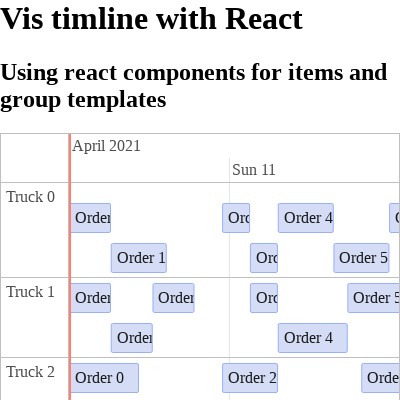 Vis timline with React
Using react components for items and
group templates
April 2021
Sun 11
Truck 0
Order
Orc
Order 4
Order 1
Orc
Order 5
Truck 1
Order
Order
Orc
Order 5
Order
Order 4
Truck 2
Order 0
Order 2
Orde